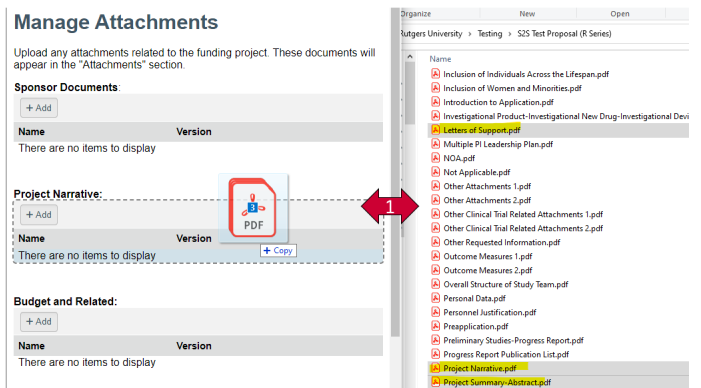 Manage Attachments
Upload any attachments related to the funding project. These documents will
appear in the "Attachments" section.
Sponsor Documents:
+ Add
Name Version
There are no items to display
Project Narrative:
+ Add
Name Version
There are no items to display
3
PDF
+ Copy
Budget and Related:
+ Add
Name Version
There are no items to display
1
Organize New Open
Rutgers University > Testing > S2S Test Proposal (R Series)
Name
Inclusion of Individuals Across the Lifespan.pdf
Inclusion of Women and Minorities.pdf
Introduction to Application.pdf
Investigational Product-Investigational New Drug-Investigational Devi
Letters of Support.pdf
Multiple PI Leadership Plan.pdf
NOA.pdf
Not Applicable.pdf
Other Attachments 1.pdf
Other Attachments 2.pdf
Other Clinical Trial Related Attachments 1.pdf
Other Clinical Trial Related Attachments 2.pdf
Other Requested Information.pdf
Outcome Measures 1.pdf
Outcome Measures 2.pdf
Overall Structure of Study Team.pdf
Personal Data.pdf
Personnel Justification.pdf
Preapplication.pdf
Preliminary Studies-Progress Report.pdf
Progress Report Publication List.pdf
Project Narrative.pdf
Project Summary-Abstract.pdf